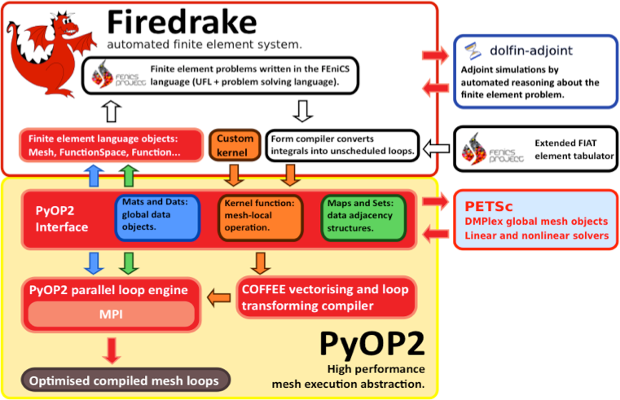 Firedrake
automated finite element system.
FENICS
PROJECT
Finite element problems written in the FEniCS
language (UFL + problem solving language).
dolfin-adjoint
Adjoint simulations by
automated reasoning about the
finite element problem.
Finite element language objects:
Mesh, FunctionSpace, Function...
Custom
kernel
Form compiler converts
integrals into unscheduled loops.
FENICS
PROJECT
Extended FIAT
element tabulator
PyOP2
Interface
Mats and Dats:
global data
objects.
Kernel function:
mesh-local
operation.
Maps and Sets:
data adjacency
structures.
PETSc
DMPlex global mesh objects
Linear and nonlinear solvers
PyOP2 parallel loop engine
MPI
COFFEE vectorising and loop
transforming compiler
Optimised compiled mesh loops
PyOP2
High performance
mesh execution abstraction.